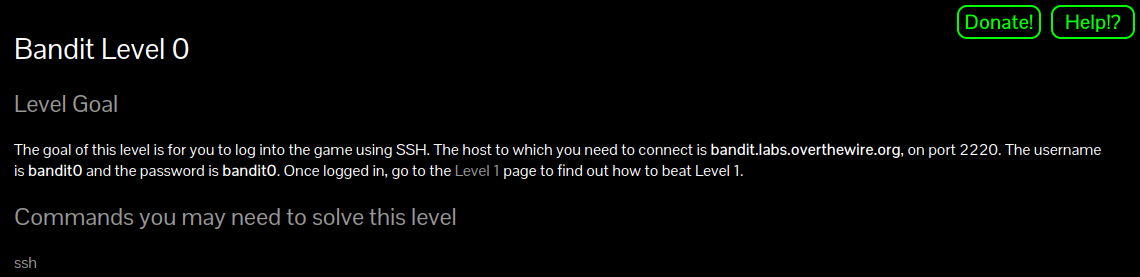 Donate! Help!?
Bandit Level 0
Level Goal
The goal of this level is for you to log into the game using SSH. The host to which you need to connect is bandit.labs.overthewire.org, on port 2220. The username
is bandit0 and the password is bandit0. Once logged in, go to the Level 1 page to find out how to beat Level 1.
Commands you may need to solve this level
ssh